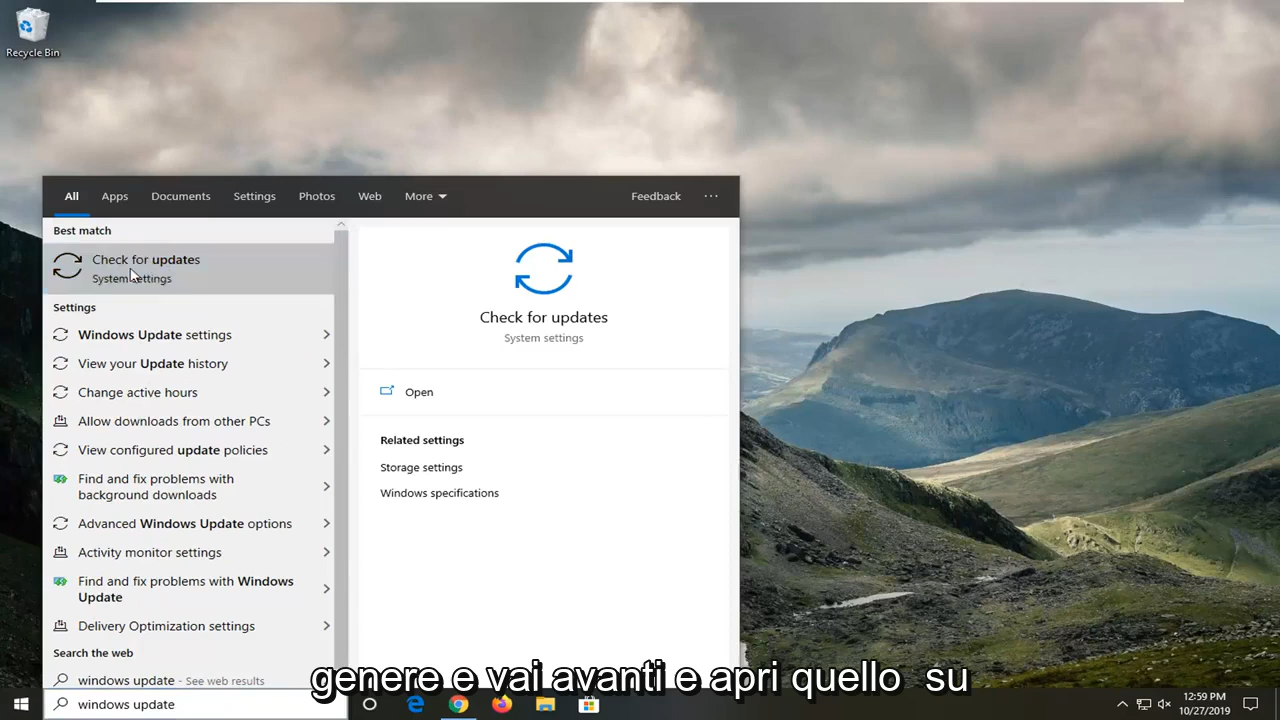 Recycle Bin
All Apps Documents Settings Photos Web More Feedback ...
Best match
Check for updates
System settings
Settings
Windows Update settings
View your Update history
Change active hours
Allow downloads from other PCs
View configured update policies
Find and fix problems with
background downloads
Advanced Windows Update options
Activity monitor settings
Find and fix problems with Windows
Update
Delivery Optimization settings
Search the web
windows update - See web results
windows update
Check for updates
System settings
Open
Related settings
Storage settings
Windows specifications
genere e vai avanti e apri quello su
12:59 PM
10/27/2019